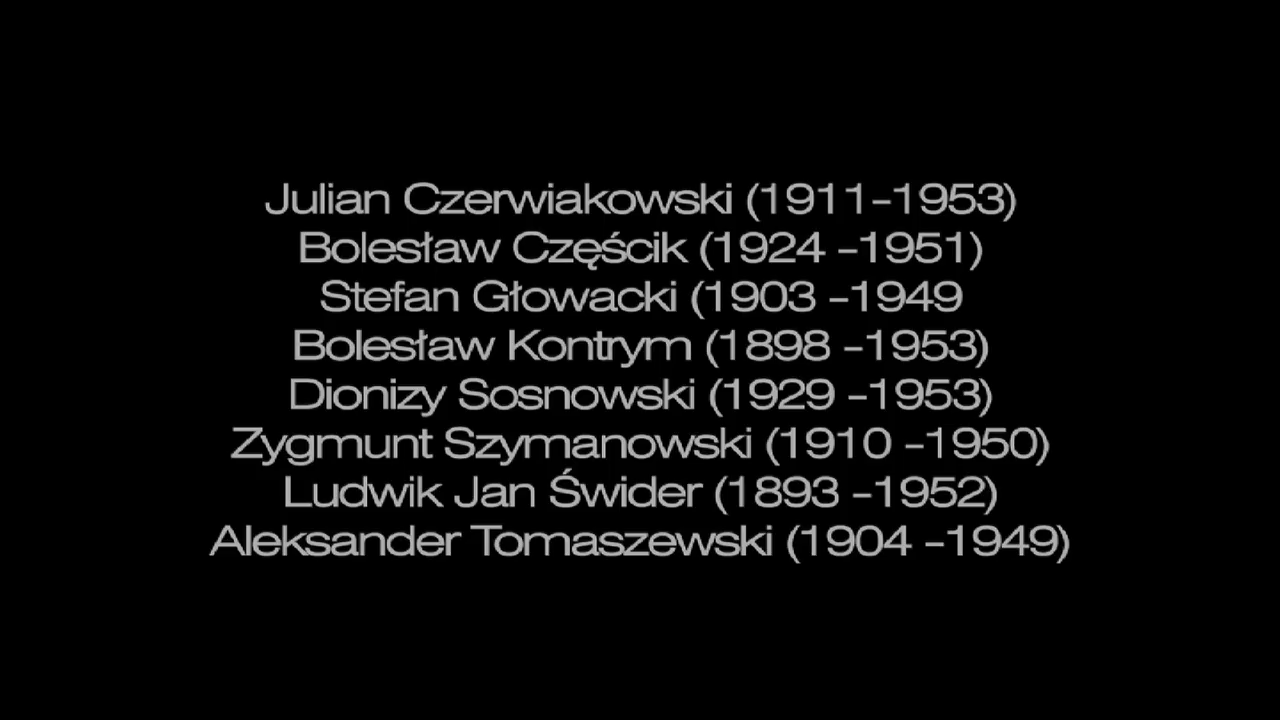 Julian Czerwiakowski (1911–1953)
Bolesław Częścik (1924 –1951)
Stefan Głowacki (1903 –1949
Bolesław Kontrym (1898 –1953)
Dionizy Sosnowski (1929 –1953)
Zygmunt Szymanowski (1910 –1950)
Ludwik Jan Świder (1893 –1952)
Aleksander Tomaszewski (1904 –1949)